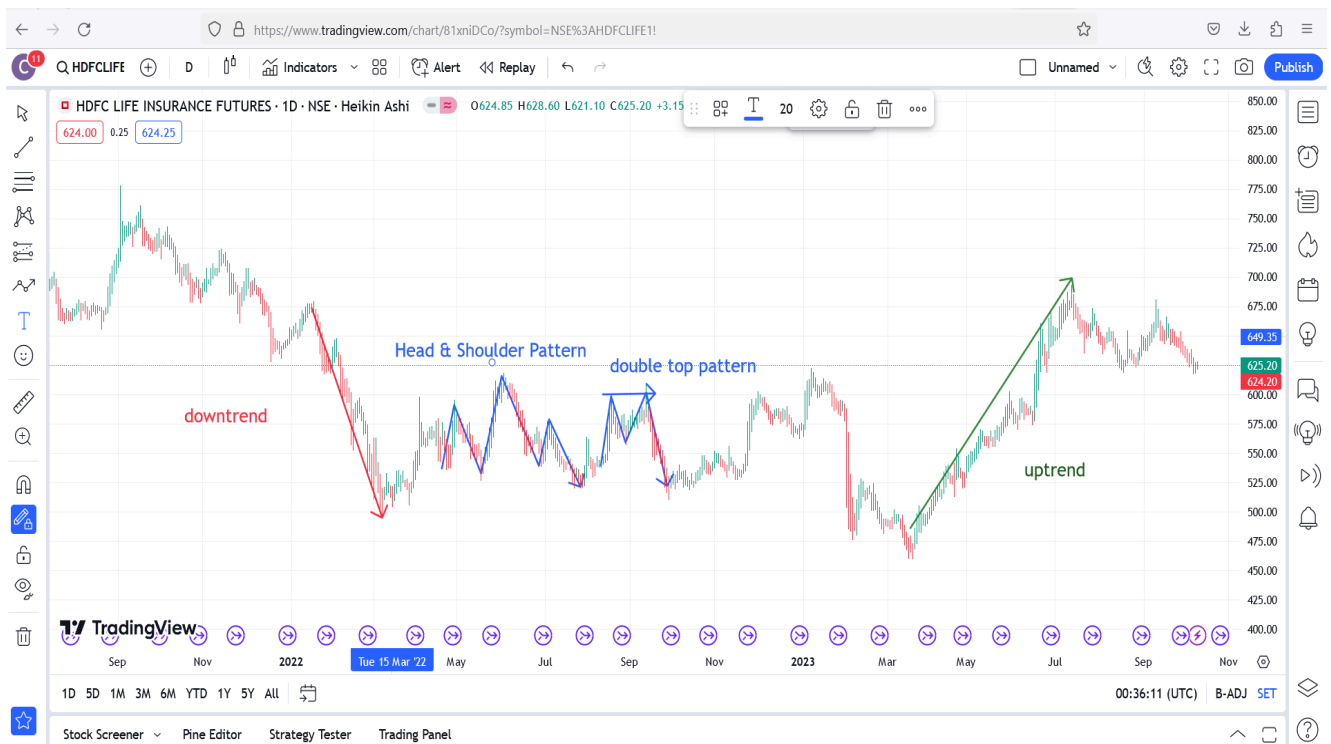 https://www.tradingview.com/chart/81xniDCo/?symbol=NSE%3AHDFCLIFE1!
C 11 HDFCLIFE D Indicators Alert Replay Unnamed Publish
HDFC LIFE INSURANCE FUTURES · 1D · NSE · Heikin Ashi O624.85 H628.60 L621.10 C625.20 +3.15
T 20
624.00 0.25 624.25
850.00
825.00
800.00
775.00
750.00
725.00
700.00
675.00
649.35
625.20
624.20
600.00
575.00
550.00
525.00
500.00
475.00
450.00
425.00
400.00
Head & Shoulder Pattern
double top pattern
downtrend
uptrend
TradingView
Sep Nov 2022 Tue 15 Mar '22 May Jul Sep Nov 2023 Mar May Jul Sep Nov
1D 5D 1M 3M 6M YTD 1Y 5Y All 00:36:11 (UTC) B-ADJ SET
Stock Screener Pine Editor Strategy Tester Trading Panel